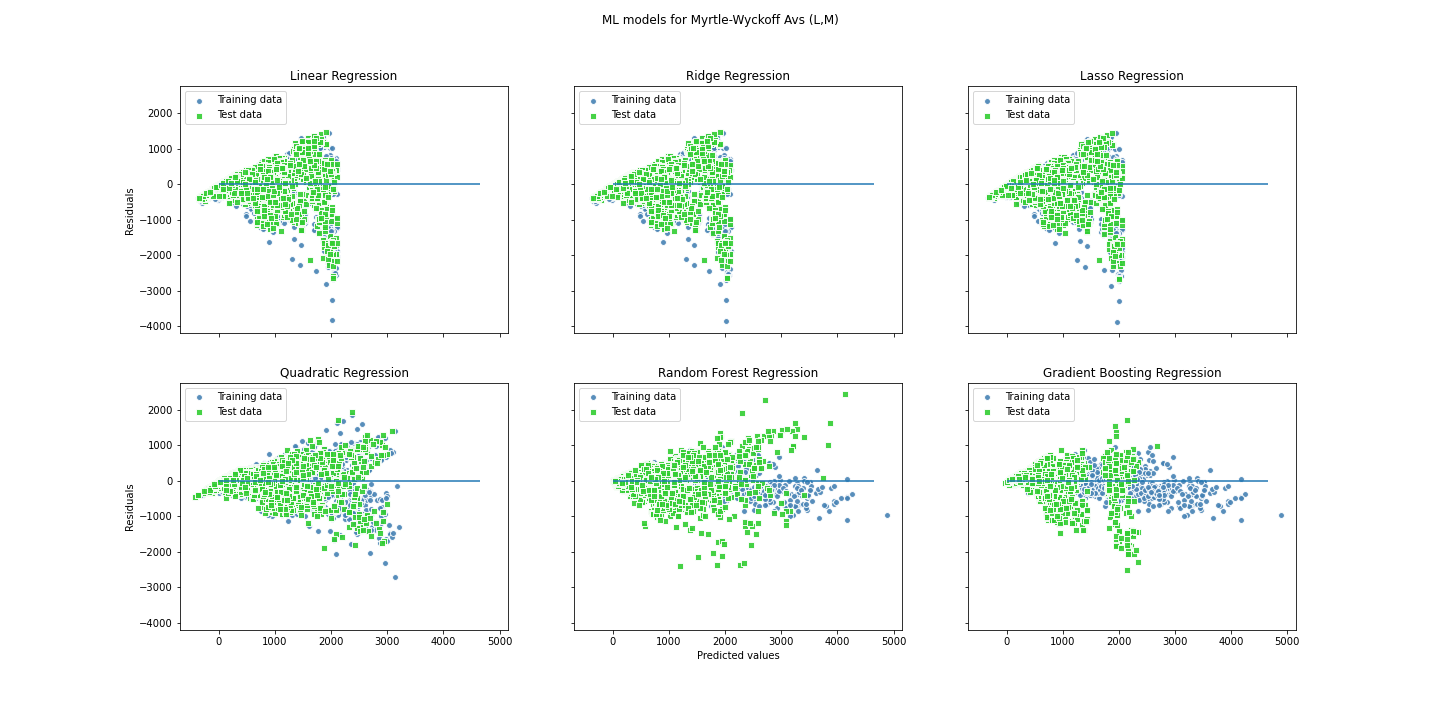 ML models for Myrtle-Wyckoff Avs (L,M)
Linear Regression
Ridge Regression
Lasso Regression
Training data
Test data
Training data
Test data
Training data
Test data
2000
1000
0
−1000
−2000
−3000
−4000
Residuals
Quadratic Regression
Random Forest Regression
Gradient Boosting Regression
Training data
Test data
Training data
Test data
Training data
Test data
2000
1000
0
−1000
−2000
−3000
−4000
Residuals
0 1000 2000 3000 4000 5000
0 1000 2000 3000 4000 5000
0 1000 2000 3000 4000 5000
Predicted values